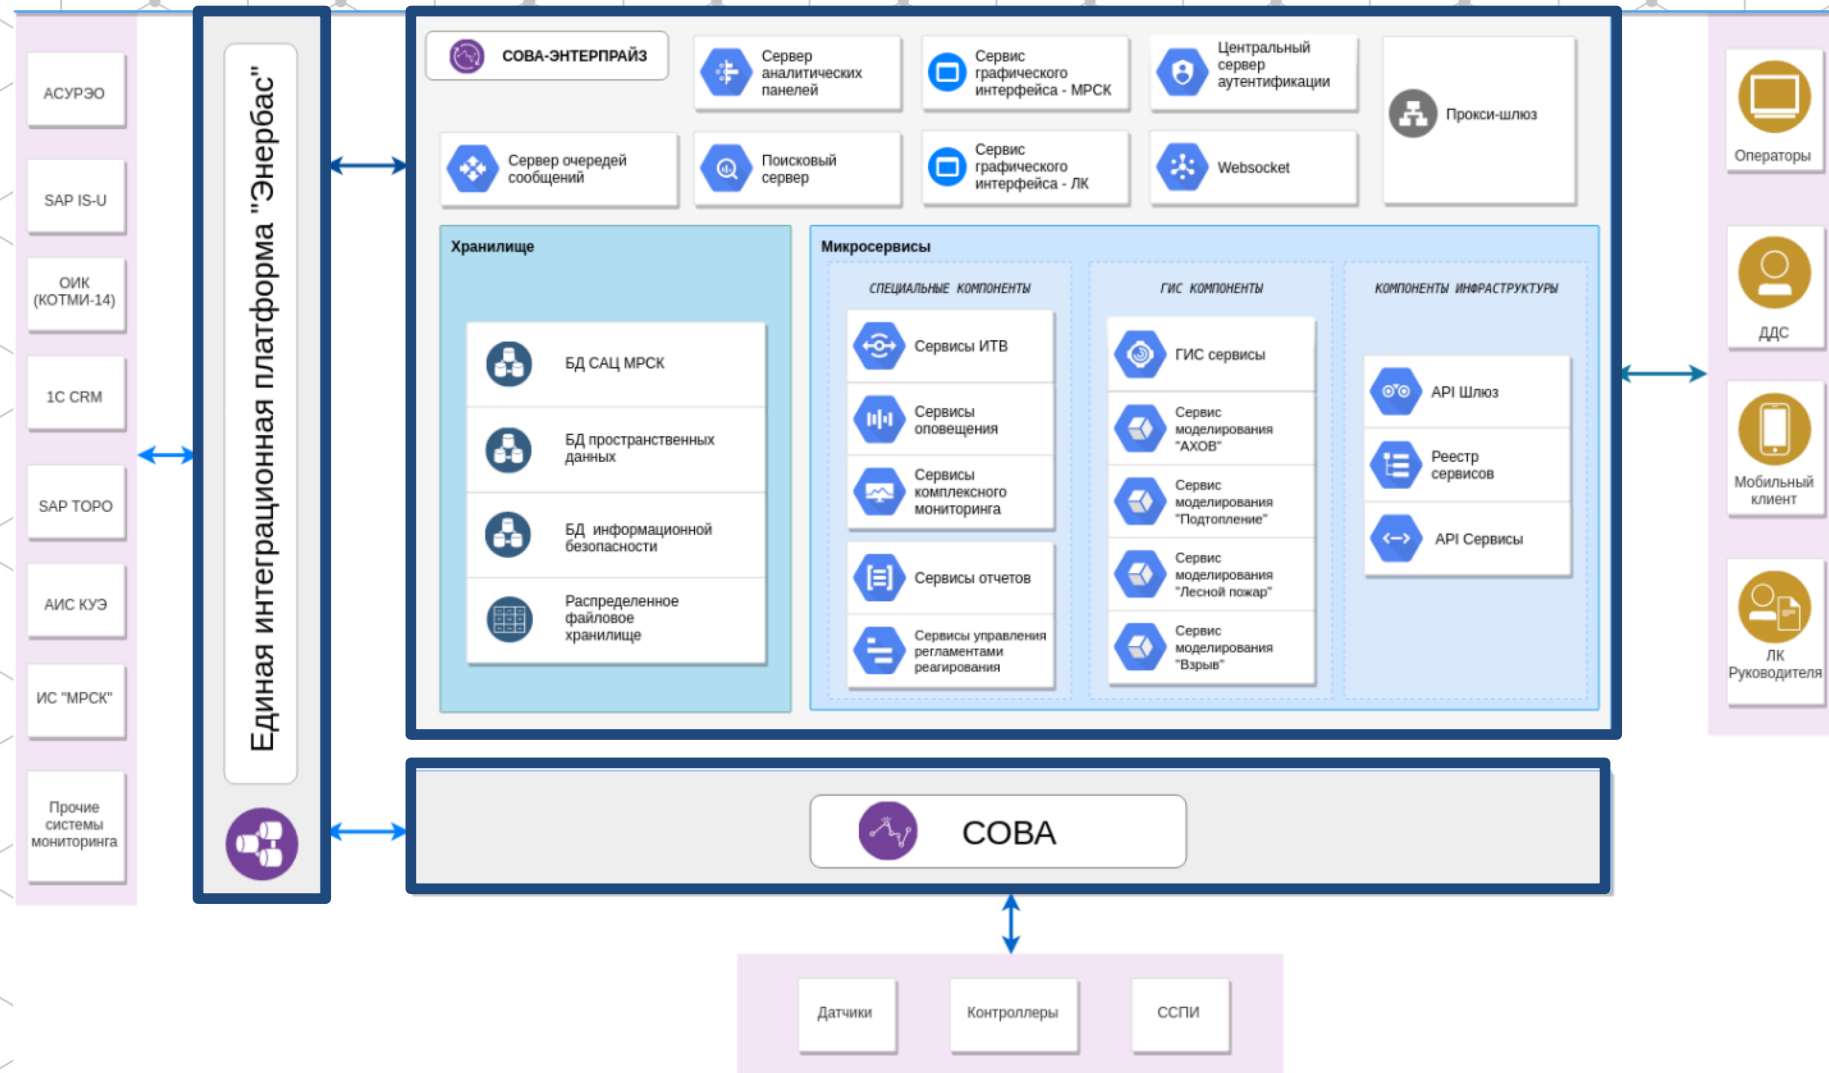 АСУРЭО
SAP IS-U
ОИК
(КОТМИ-14)
1С CRM
SAP TOPO
АИС КУЭ
ИС "МРСК"
Прочие
системы
мониторинга
Единая интеграционная платформа "Энербас"
СОВА-ЭНТЕРПРАЙЗ
Сервер
аналитических
панелей
Сервис
графического
интерфейса - МРСК
Центральный
сервер
аутентификации
Прокси-шлюз
Сервер очередей
сообщений
Поисковый
сервер
Сервис
графического
интерфейса - ЛК
Websocket
Хранилище
БД САЦ МРСК
БД пространственных
данных
БД информационной
безопасности
Распределенное
файловое
хранилище
Микросервисы
СПЕЦИАЛЬНЫЕ КОМПОНЕНТЫ
Сервисы ИТВ
Сервисы
оповещения
Сервисы
комплексного
мониторинга
Сервисы отчетов
Сервисы управления
регламентами
реагирования
ГИС КОМПОНЕНТЫ
ГИС сервисы
Сервис
моделирования
"АХОВ"
Сервис
моделирования
"Подтопление"
Сервис
моделирования
"Лесной пожар"
Сервис
моделирования
"Взрыв"
КОМПОНЕНТЫ ИНФРАСТРУКТУРЫ
API Шлюз
Реестр
сервисов
API Сервисы
Операторы
ДДС
Мобильный
клиент
ЛК
Руководителя
СОВА
Датчики
Контроллеры
ССПИ